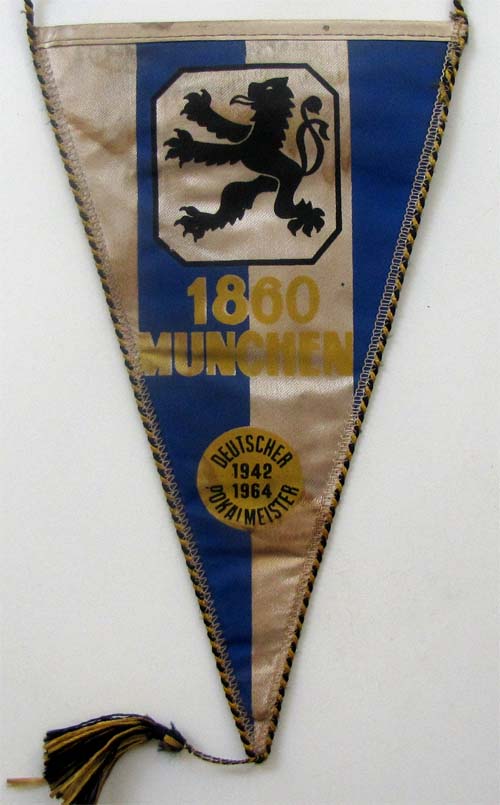 1860
MUNCHEN
DEUTSCHER
1942
1964
POKALMEISTER